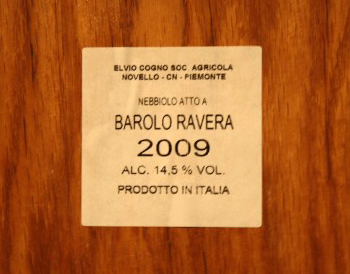 ELVIO COGNO SOC AGRICOLA
NOVELLO - CN - PIEMONTE
NEBBIOLO ATTO A
BAROLO RAVERA
2009
ALC. 14,5 % VOL.
PRODOTTO IN ITALIA